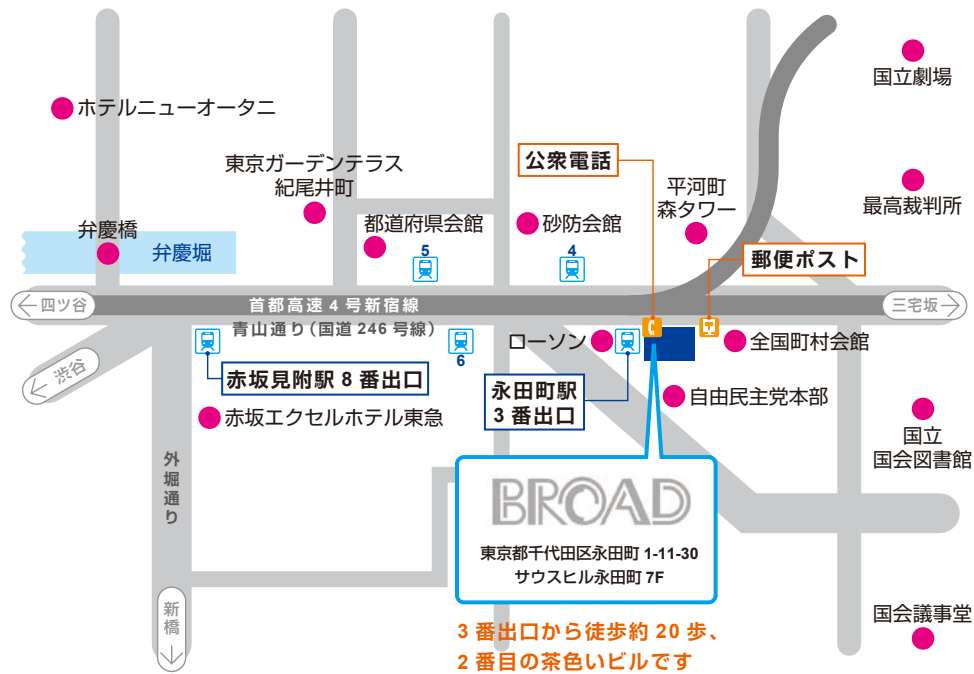 国立劇場
ホテルニューオータニ
公衆電話
東京ガーデンテラス
紀尾井町
平河町
森タワー
最高裁判所
都道府県会館
砂防会館
弁慶橋
弁慶堀
5
4
郵便ポスト
四ツ谷
首都高速4号新宿線
三宅坂
青山通り(国道246号線)
ローソン
全国町村会館
6
渋谷
赤坂見附駅8番出口
永田町駅
3番出口
自由民主党本部
赤坂エクセルホテル東急
国立
国会図書館
外堀通り
BROAD
東京都千代田区永田町1-11-30
サウスヒル永田町7F
新橋
国会議事堂
3番出口から徒歩約20歩、
2番目の茶色いビルです